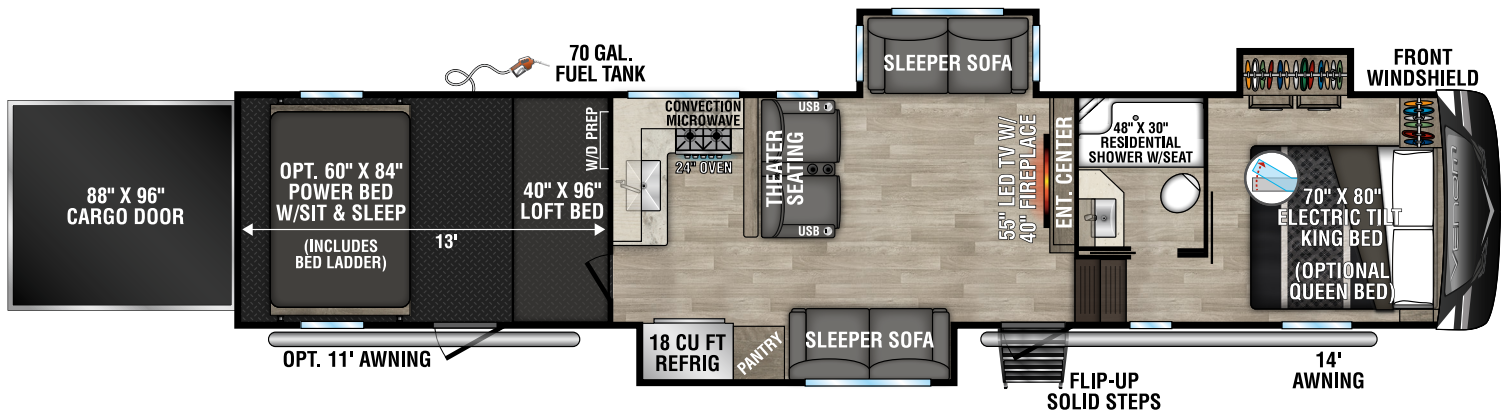 88" X 96"
CARGO DOOR
OPT. 60" X 84"
POWER BED
W/SIT & SLEEP
(INCLUDES
BED LADDER)
13'
OPT. 11' AWNING
70 GAL.
FUEL TANK
W/D PREP
40" X 96"
LOFT BED
CONVECTION
MICROWAVE
24" OVEN
18 CU FT
REFRIG
PANTRY
USB
THEATER
SEATING
USB
SLEEPER SOFA
SLEEPER SOFA
55" LED TV W/
40" FIREPLACE
ENT. CENTER
48" X 30"
RESIDENTIAL
SHOWER W/SEAT
FLIP-UP
SOLID STEPS
70" X 80"
ELECTRIC TILT
KING BED
(OPTIONAL
QUEEN BED)
14'
AWNING
FRONT
WINDSHIELD